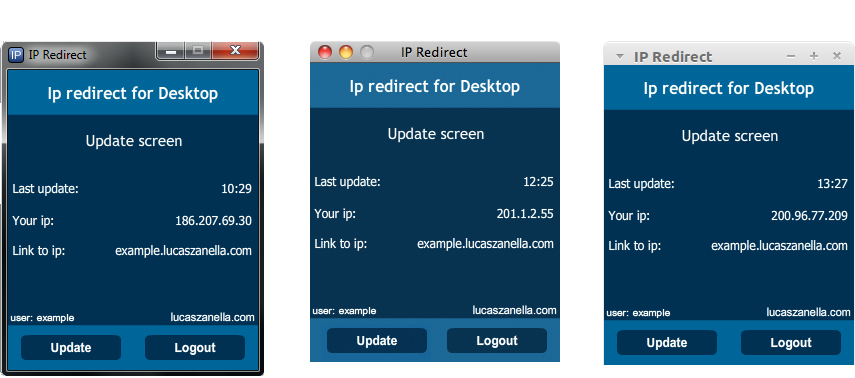 IP IP Redirect
Ip redirect for Desktop
Update screen
Last update: 10:29
Your ip: 186.207.69.30
Link to ip: example.lucaszanella.com
user: example lucaszanella.com
Update Logout
IP Redirect
Ip redirect for Desktop
Update screen
Last update: 12:25
Your ip: 201.1.2.55
Link to ip: example.lucaszanella.com
user: example lucaszanella.com
Update Logout
IP Redirect
Ip redirect for Desktop
Update screen
Last update: 13:27
Your ip: 200.96.77.209
Link to ip: example.lucaszanella.com
user: example lucaszanella.com
Update Logout